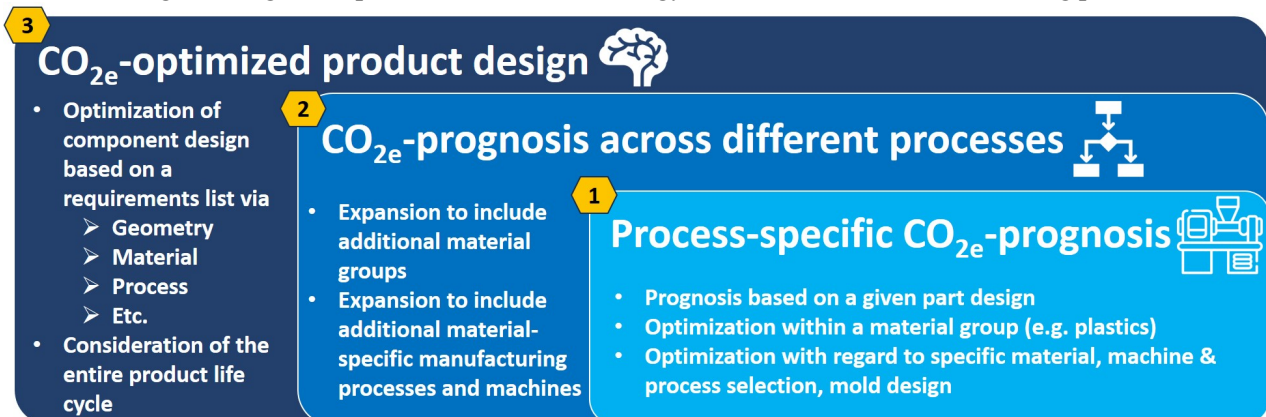 3
CO2e-optimized product design
• Optimization of
component design
based on a
requirements list via
➢ Geometry
➢ Material
➢ Process
➢ Etc.
• Consideration of the
entire product life
cycle
2
CO2e-prognosis across different processes
• Expansion to include
additional material
groups
• Expansion to include
additional material-
specific manufacturing
processes and machines
1
Process-specific CO2e-prognosis
• Prognosis based on a given part design
• Optimization within a material group (e.g. plastics)
• Optimization with regard to specific material, machine &
process selection, mold design